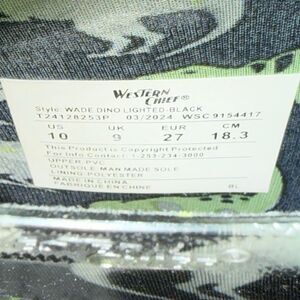 WESTERN
CHIEF®
Style: WADE DINO LIGHTED-BLACK
T24128253P 03/2024 WSC9154417
US UK EUR CM
10 9 27 18.3
This Product is Copyright Protected
For Info Contact: 1-253-234-3000
UPPER:PVC
OUTSOLE MAN MADE SOLE
LINING:POLYESTER
MADE IN CHINA
FABRIQUE EN CHINE